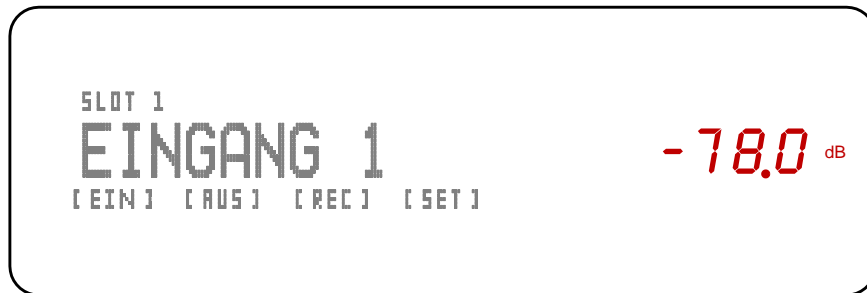 SLOT 1
EINGANG 1
-78.0 dB
[EIN] [AUS] [REC] [SET]